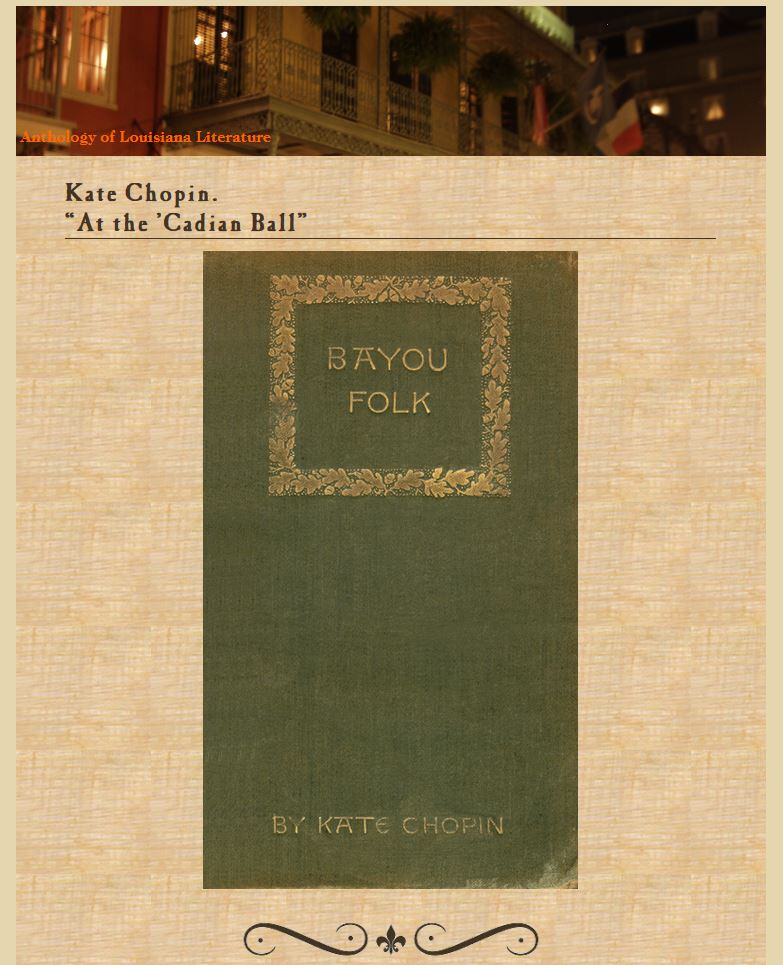 Anthology of Louisiana Literature
Kate Chopin.
“At the ’Cadian Ball”
BAYOU
FOLK
BY KATE CHOPIN